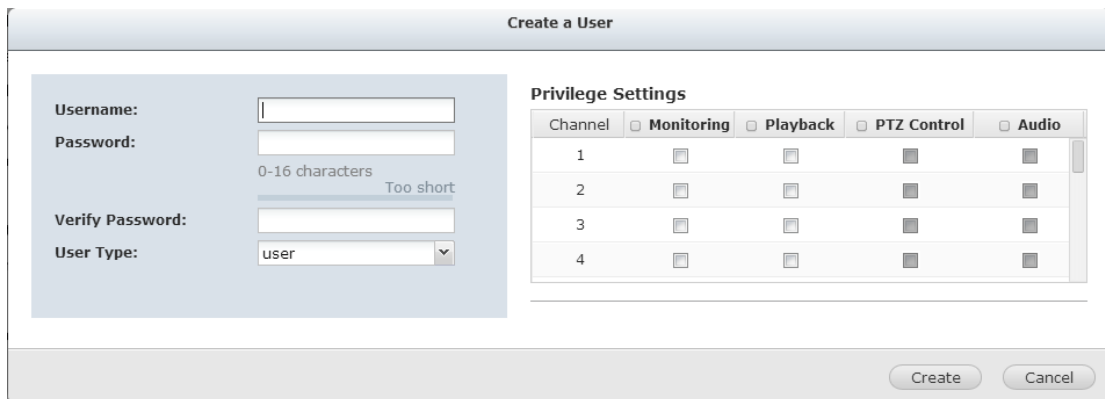 Create a User
Username:
Password:
0-16 characters
Too short
Verify Password:
User Type:
user
Privilege Settings
Channel Monitoring Playback PTZ Control Audio
1
2
3
4
Create Cancel